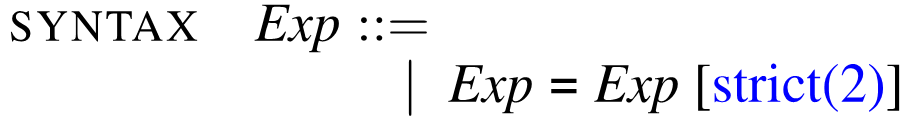 SYNTAX Exp ::=
| Exp = Exp [strict(2)]